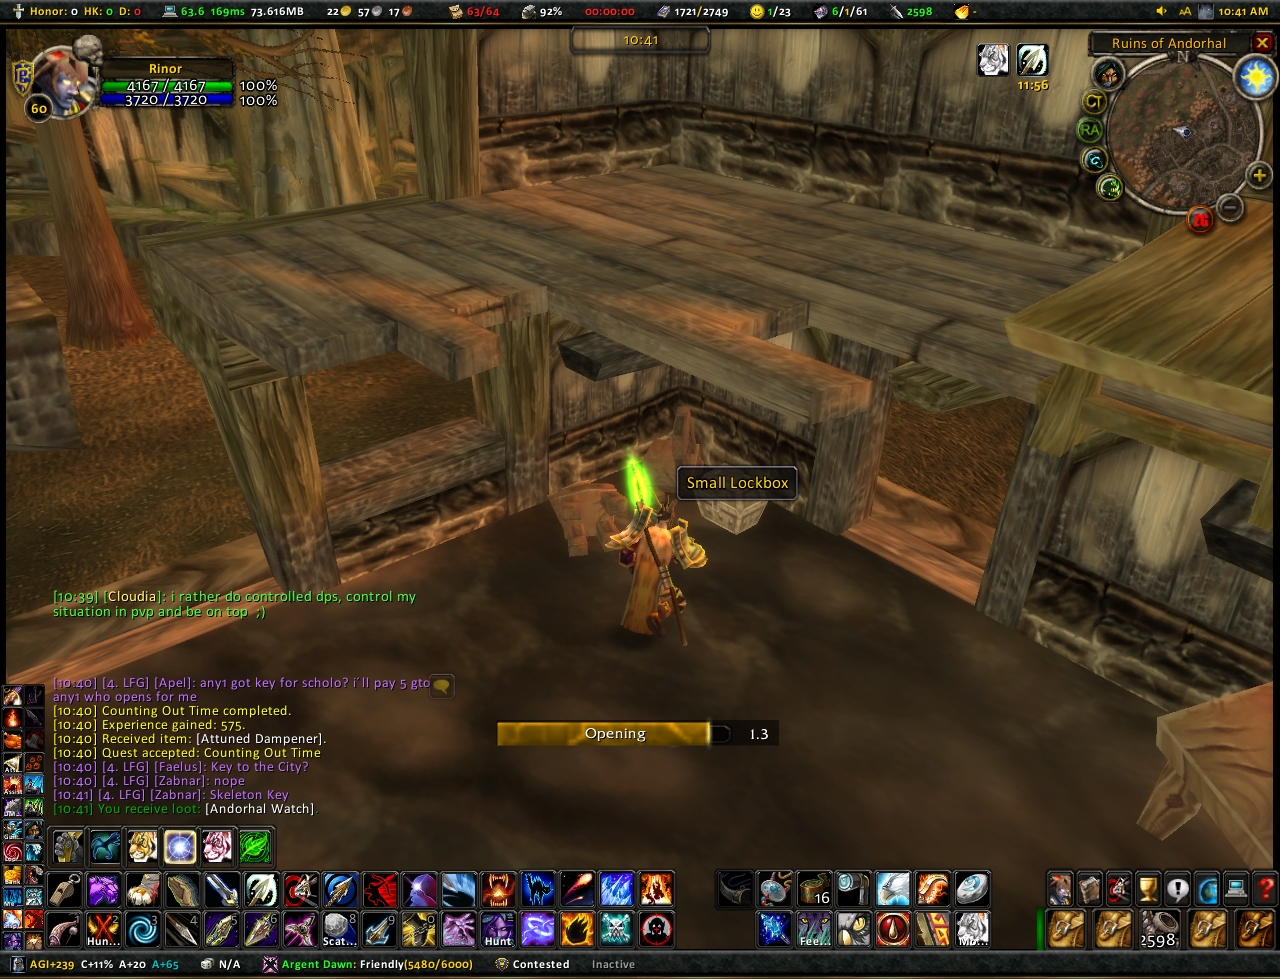 Honor: 0 HK: 0 D: 0 63.6 169ms 73.616MB 22 57 17 63/64 92% 00:00:00 1721/2749 1/23 6/1/61 2598 - AA 10:41 AM
10:41
Ruins of Andorhal
N
Rinor
4167 / 4167 100%
3720 / 3720 100%
60
11:56
CT
RA
Small Lockbox
[10:39] [Cloudia]: i rather do controlled dps, control my
situation in pvp and be on top ;)
[10:40] [4. LFG] [Apel]: any1 got key for scholo? i´ll pay 5 gto
any1 who opens for me
[10:40] Counting Out Time completed.
[10:40] Experience gained: 575.
[10:40] Received item: [Attuned Dampener].
[10:40] Quest accepted: Counting Out Time
[10:40] [4. LFG] [Faelus]: Key to the City?
[10:40] [4. LFG] [Zabnar]: nope
[10:41] [4. LFG] [Zabnar]: Skeleton Key
[10:41] You receive loot: [Andorhal Watch].
Opening 1.3
16
Hun... Scat... Hunt Fee... Mo...
2598
AGI+239 C+11% A+20 A+65 N/A Argent Dawn: Friendly(5480/6000) Contested Inactive